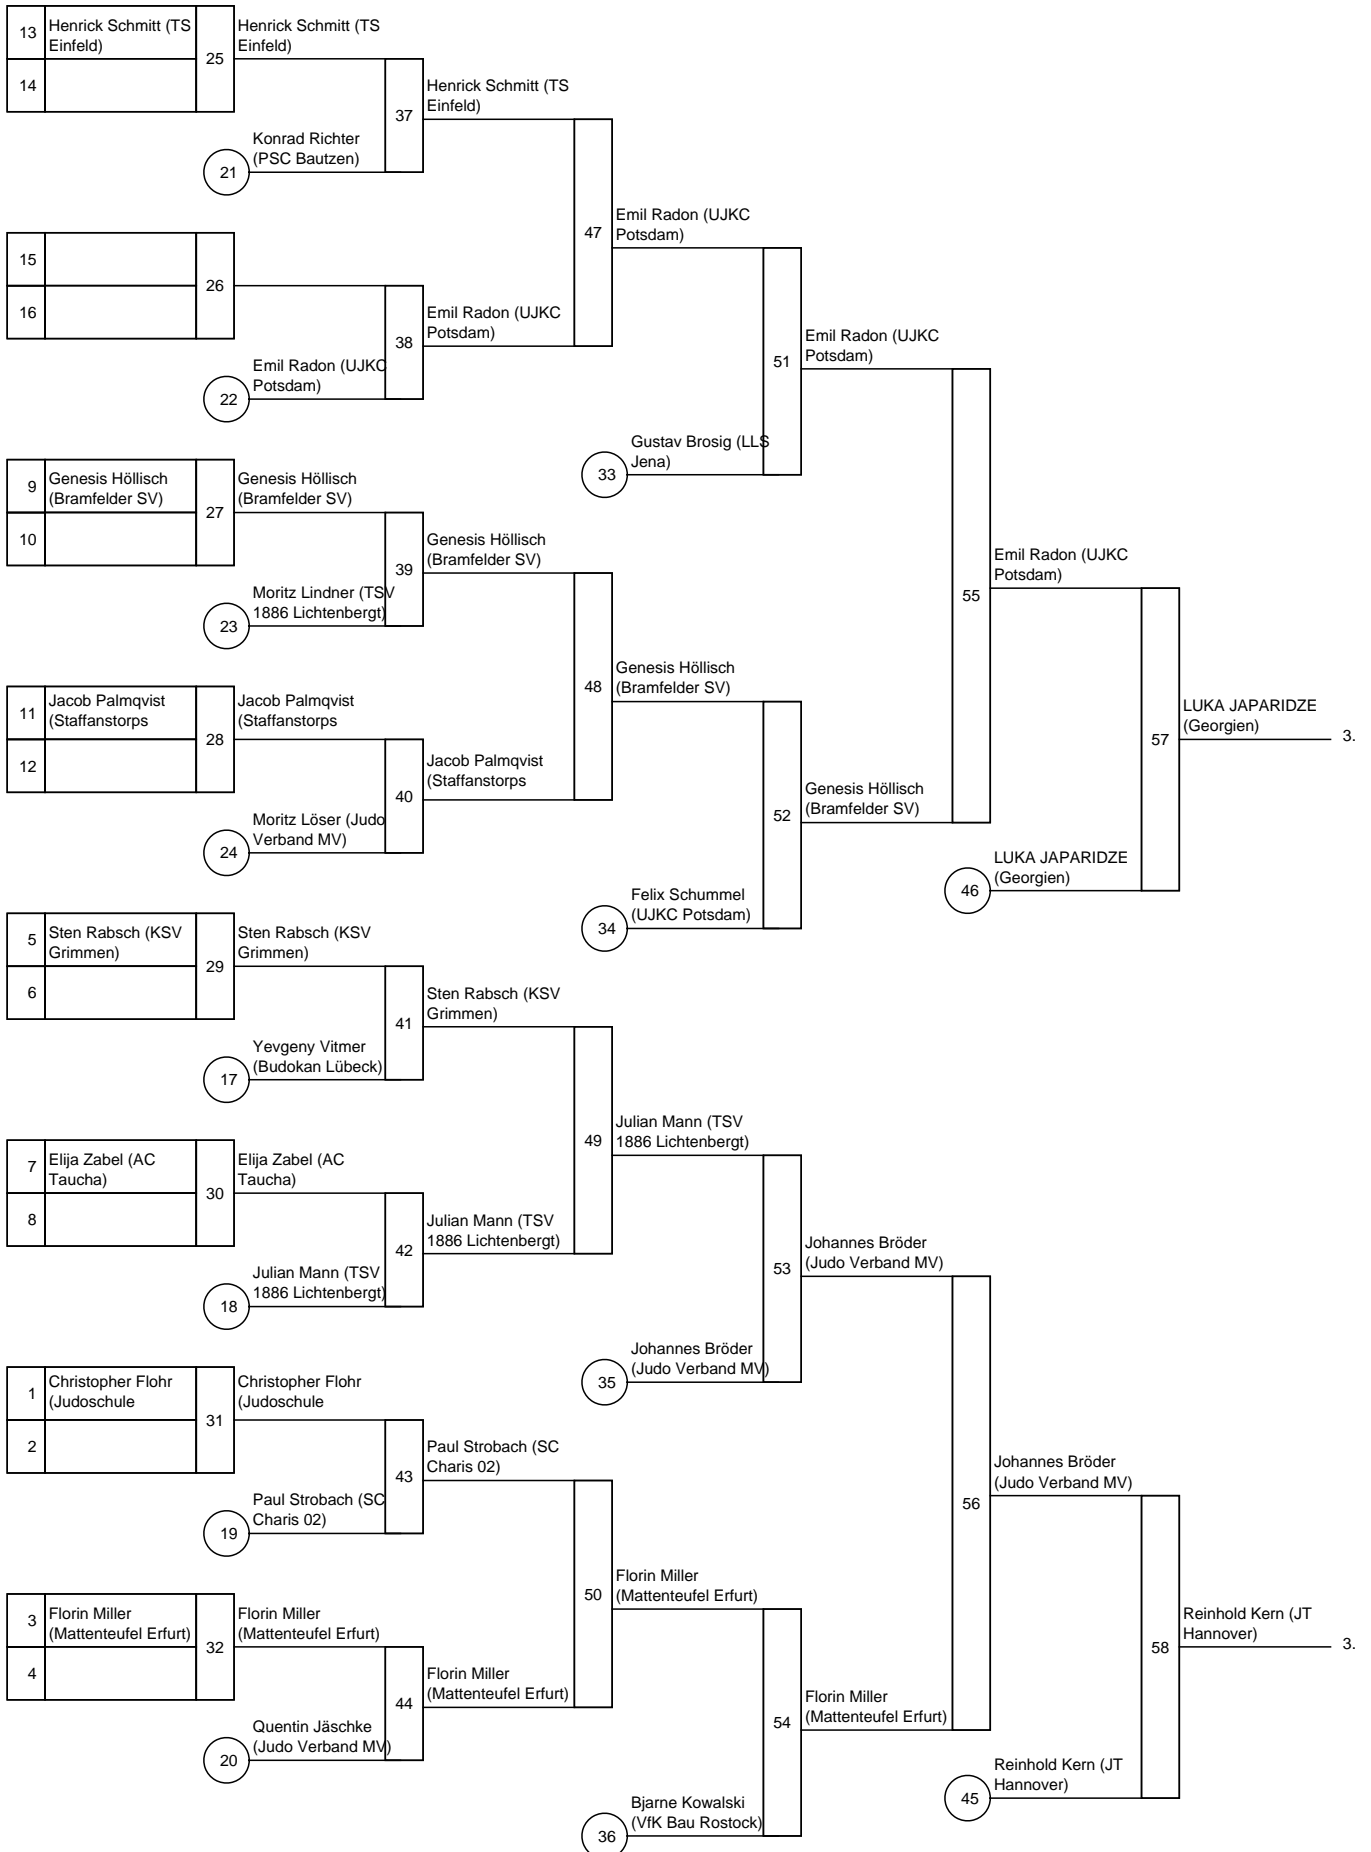 13
Henrick Schmitt (TS
Einfeld)
14
25
Henrick Schmitt (TS
Einfeld)
21
Konrad Richter
(PSC Bautzen)
37
Henrick Schmitt (TS
Einfeld)
15
16
26
22
Emil Radon (UJKC
Potsdam)
38
Emil Radon (UJKC
Potsdam)
47
Emil Radon (UJKC
Potsdam)
33
Gustav Brosig (LLS
Jena)
51
Emil Radon (UJKC
Potsdam)
9
Genesis Höllisch
(Bramfelder SV)
10
27
Genesis Höllisch
(Bramfelder SV)
23
Moritz Lindner (TSV
1886 Lichtenbergt)
39
Genesis Höllisch
(Bramfelder SV)
11
Jacob Palmqvist
(Staffanstorps
12
28
Jacob Palmqvist
(Staffanstorps
24
Moritz Löser (Judo
Verband MV)
40
Jacob Palmqvist
(Staffanstorps
48
Genesis Höllisch
(Bramfelder SV)
34
Felix Schummel
(UJKC Potsdam)
52
Genesis Höllisch
(Bramfelder SV)
55
Emil Radon (UJKC
Potsdam)
46
LUKA JAPARIDZE
(Georgien)
57
LUKA JAPARIDZE
(Georgien)
3.
5
Sten Rabsch (KSV
Grimmen)
6
29
Sten Rabsch (KSV
Grimmen)
17
Yevgeny Vitmer
(Budokan Lübeck)
41
Sten Rabsch (KSV
Grimmen)
7
Elija Zabel (AC
Taucha)
8
30
Elija Zabel (AC
Taucha)
18
Julian Mann (TSV
1886 Lichtenbergt)
42
Julian Mann (TSV
1886 Lichtenbergt)
49
Julian Mann (TSV
1886 Lichtenbergt)
35
Johannes Bröder
(Judo Verband MV)
53
Johannes Bröder
(Judo Verband MV)
1
Christopher Flohr
(Judoschule
2
31
Christopher Flohr
(Judoschule
19
Paul Strobach (SC
Charis 02)
43
Paul Strobach (SC
Charis 02)
3
Florin Miller
(Mattenteufel Erfurt)
4
32
Florin Miller
(Mattenteufel Erfurt)
20
Quentin Jäschke
(Judo Verband MV)
44
Florin Miller
(Mattenteufel Erfurt)
50
Florin Miller
(Mattenteufel Erfurt)
36
Bjarne Kowalski
(VfK Bau Rostock)
54
Florin Miller
(Mattenteufel Erfurt)
56
Johannes Bröder
(Judo Verband MV)
45
Reinhold Kern (JT
Hannover)
58
Reinhold Kern (JT
Hannover)
3.